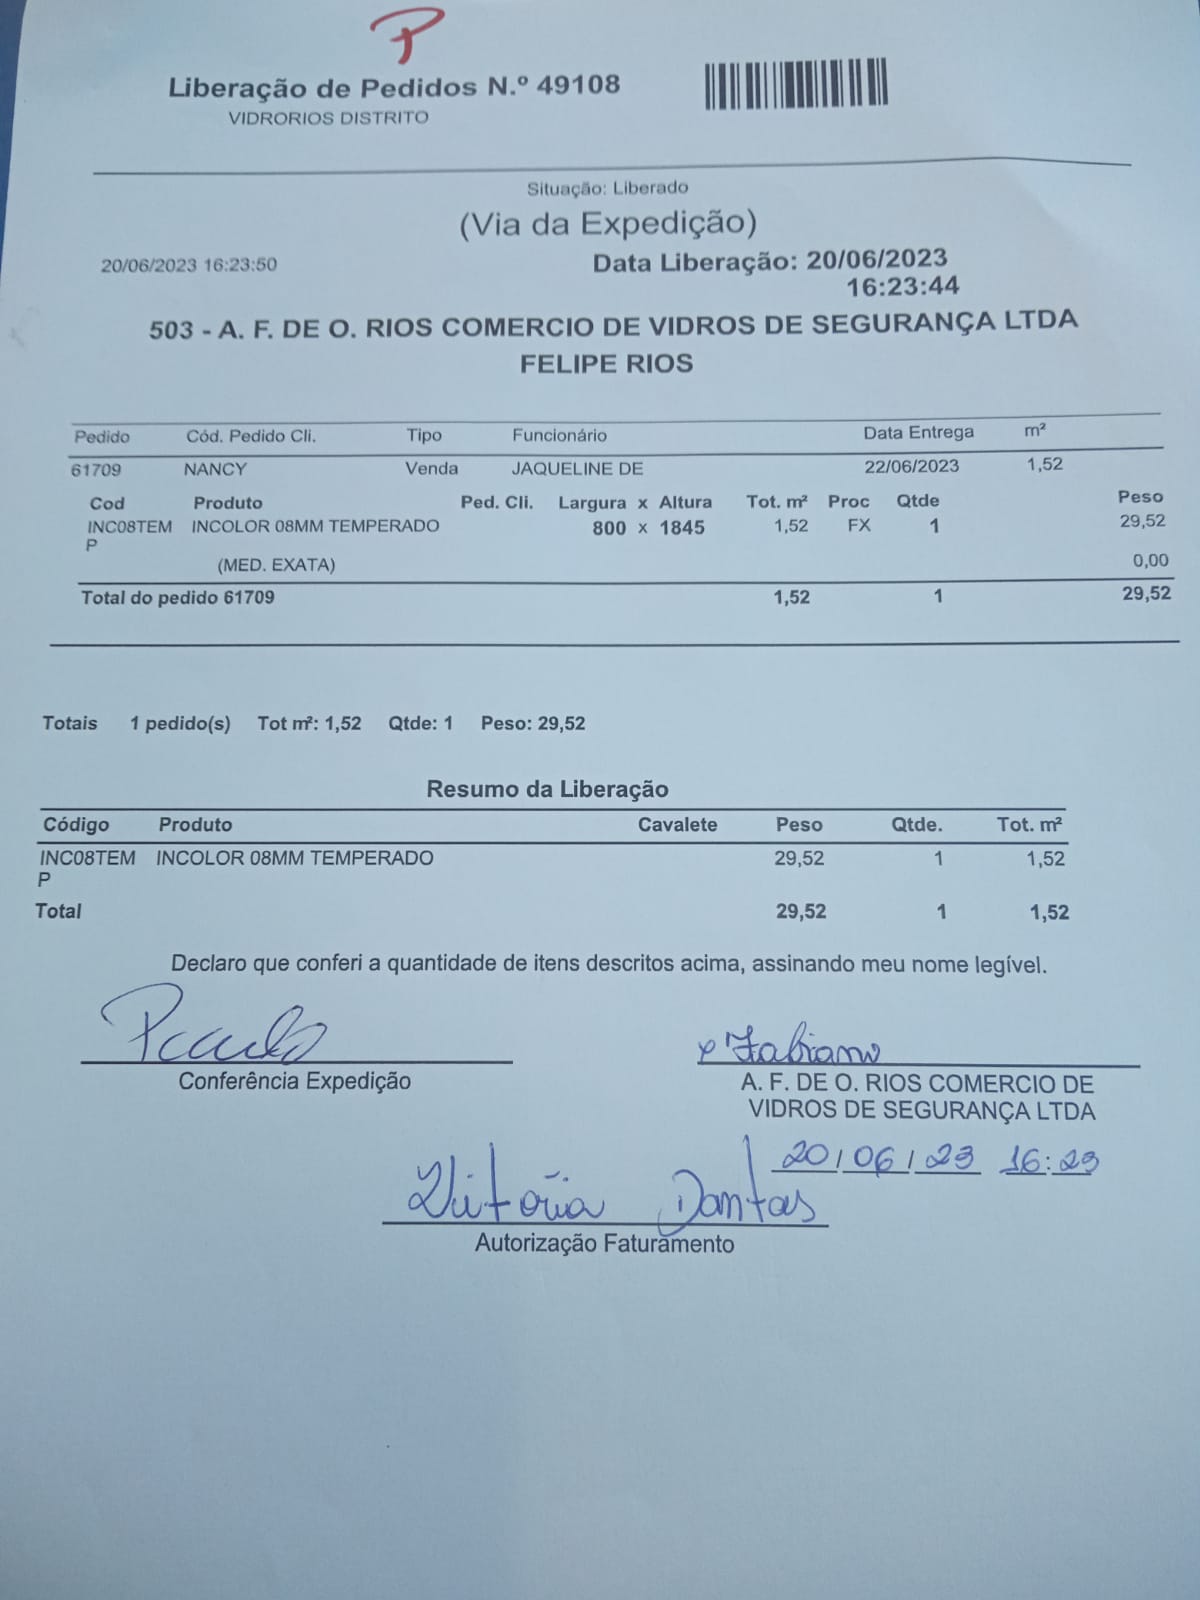 P
Liberação de Pedidos N.º 49108
VIDRORIOS DISTRITO
Situação: Liberado
(Via da Expedição)
20/06/2023 16:23:50 Data Liberação: 20/06/2023
16:23:44
503 - A. F. DE O. RIOS COMERCIO DE VIDROS DE SEGURANÇA LTDA
FELIPE RIOS
Pedido Cód. Pedido Cli. Tipo Funcionário Data Entrega m²
61709 NANCY Venda JAQUELINE DE 22/06/2023 1,52
Cod Produto Ped. Cli. Largura x Altura Tot. m² Proc Qtde Peso
INC08TEM INCOLOR 08MM TEMPERADO 800 x 1845 1,52 FX 1 29,52
P
(MED. EXATA) 0,00
Total do pedido 61709 1,52 1 29,52
Totais 1 pedido(s) Tot m²: 1,52 Qtde: 1 Peso: 29,52
Resumo da Liberação
Código Produto Cavalete Peso Qtde. Tot. m²
INC08TEM INCOLOR 08MM TEMPERADO 29,52 1 1,52
P
Total 29,52 1 1,52
Declaro que conferi a quantidade de itens descritos acima, assinando meu nome legível.
x Fabiano
Conferência Expedição A. F. DE O. RIOS COMERCIO DE
VIDROS DE SEGURANÇA LTDA
20/06/23 16:23
Vitória Dantas
Autorização Faturamento